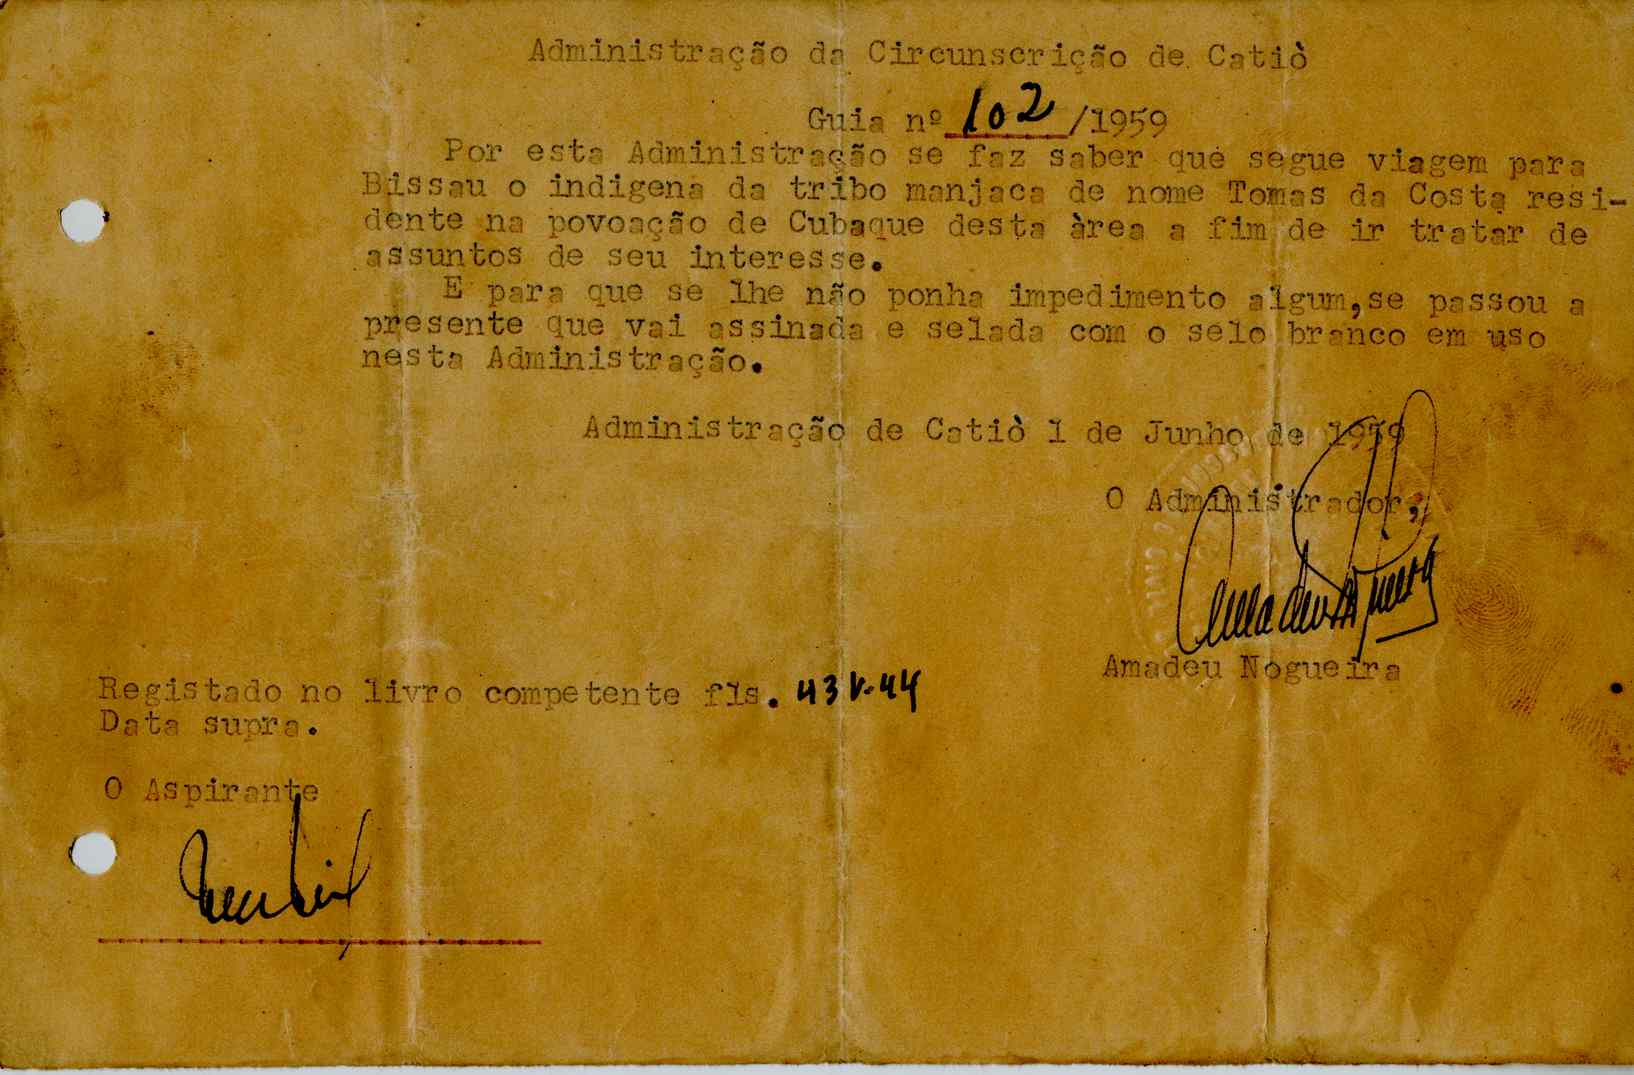 Administração da Circunscrição de Catiò
Guia nº 102 /1959
Por esta Administração se faz saber que segue viagem para
Bissau o indigena da tribo manjaca de nome Tomas da Costa resi-
dente na povoação de Cubaque desta àrea a fim de ir tratar de
assuntos de seu interesse.
E para que se lhe não ponha impedimento algum,se passou a
presente que vai assinada e selada com o selo branco em uso
nesta Administração.
Administração de Catiò 1 de Junho de 1959
O Administrador,
Amadeu Nogueira
Registado no livro competente fls. 43 V-44
Data supra.
O Aspirante